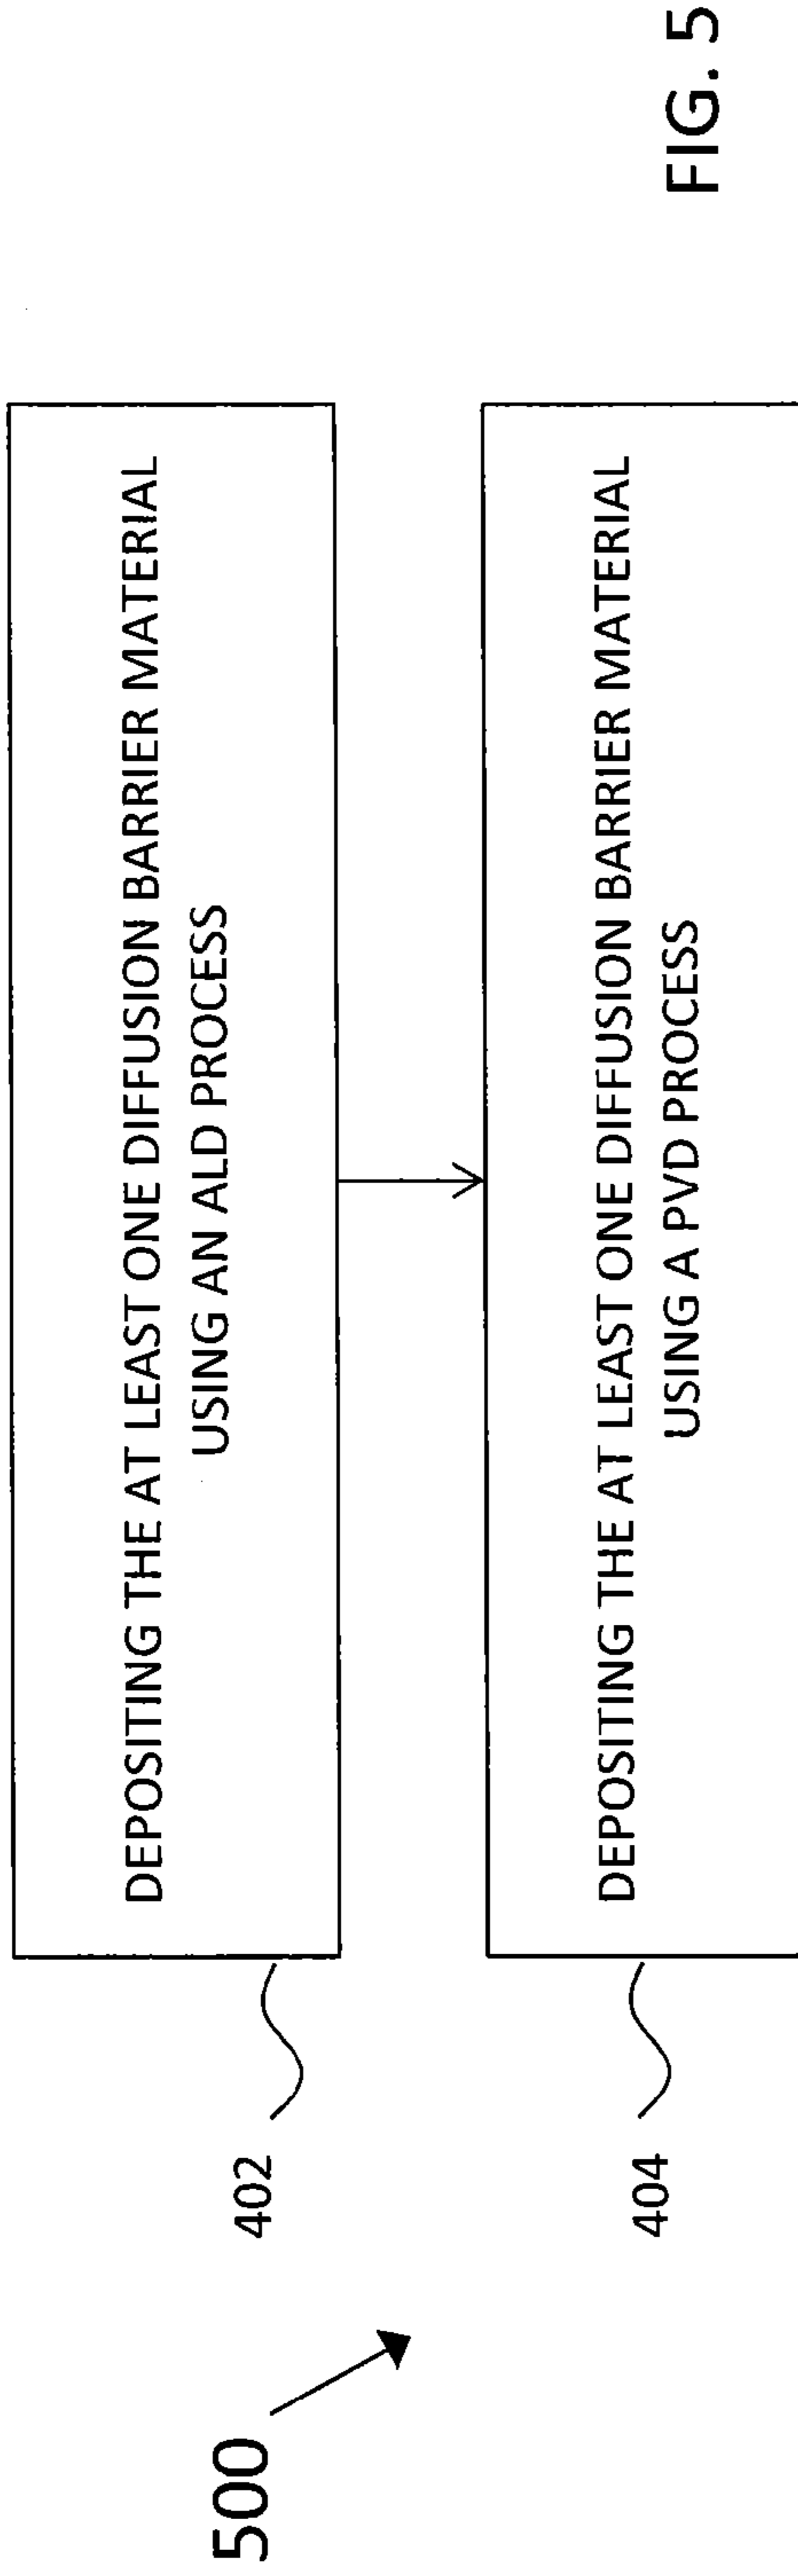 500
402
DEPOSITING THE AT LEAST ONE DIFFUSION BARRIER MATERIAL
USING AN ALD PROCESS
404
DEPOSITING THE AT LEAST ONE DIFFUSION BARRIER MATERIAL
USING A PVD PROCESS
FIG. 5